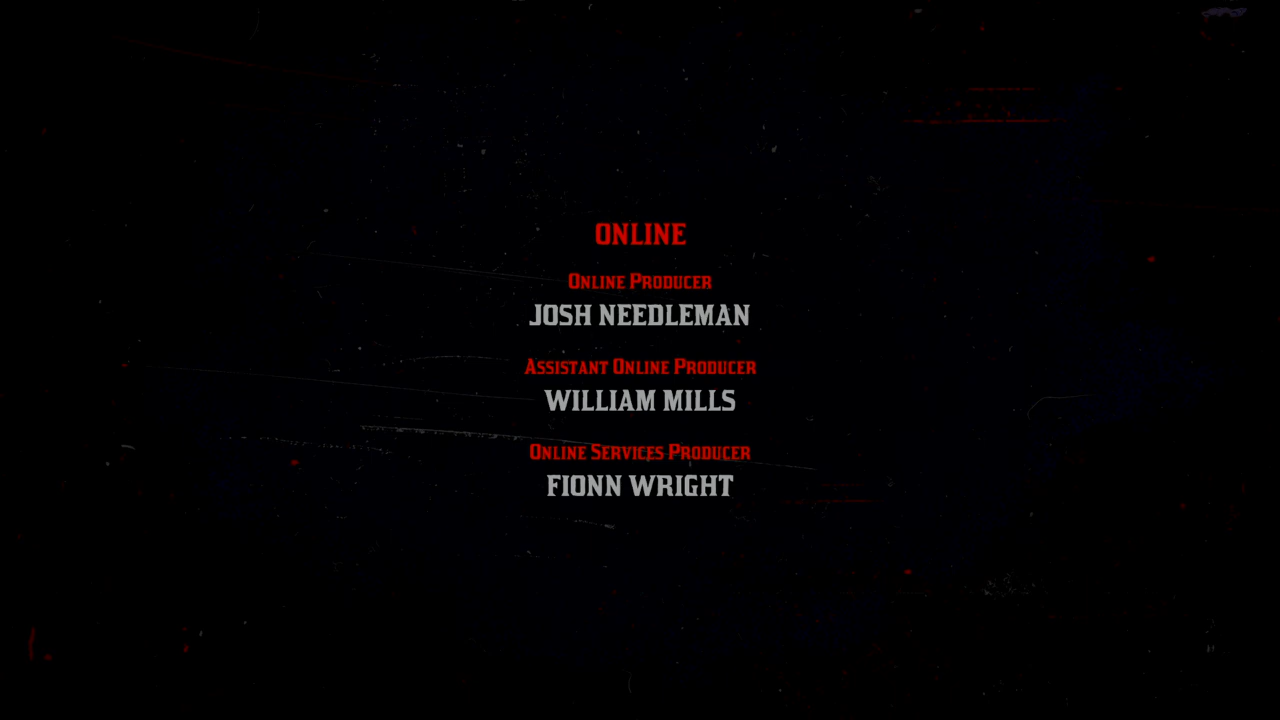 ONLINE
ONLINE PRODUCER
JOSH NEEDLEMAN
ASSISTANT ONLINE PRODUCER
WILLIAM MILLS
ONLINE SERVICES PRODUCER
FIONN WRIGHT